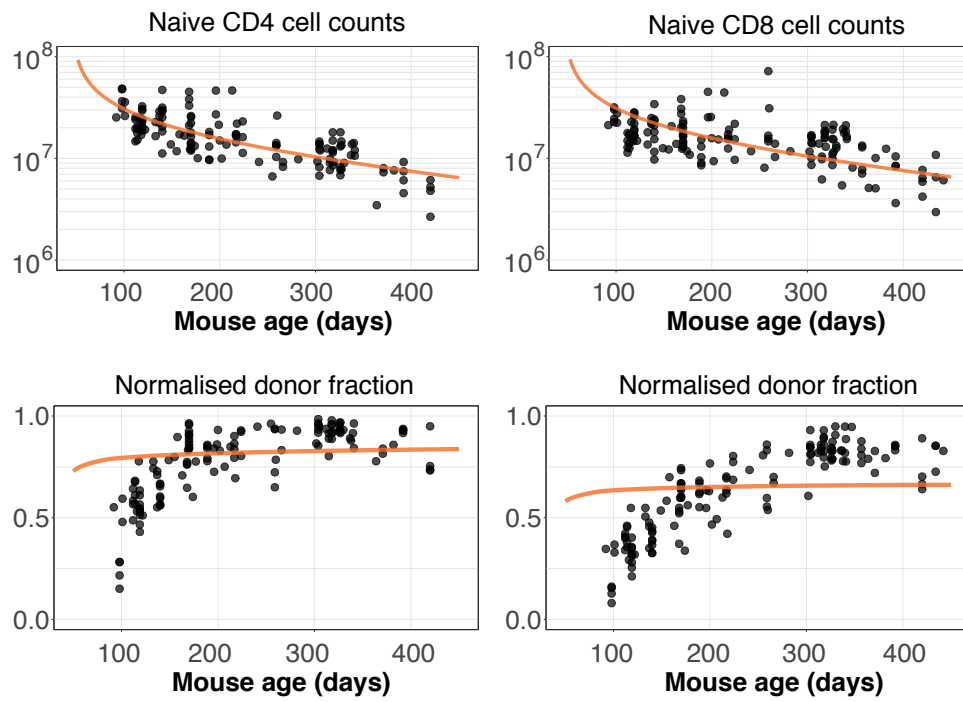 Naive CD4 cell counts
10^8
10^7
10^6
100 200 300 400
Mouse age (days)
Naive CD8 cell counts
10^8
10^7
10^6
100 200 300 400
Mouse age (days)
Normalised donor fraction
1.0
0.5
0.0
100 200 300 400
Mouse age (days)
Normalised donor fraction
1.0
0.5
0.0
100 200 300 400
Mouse age (days)